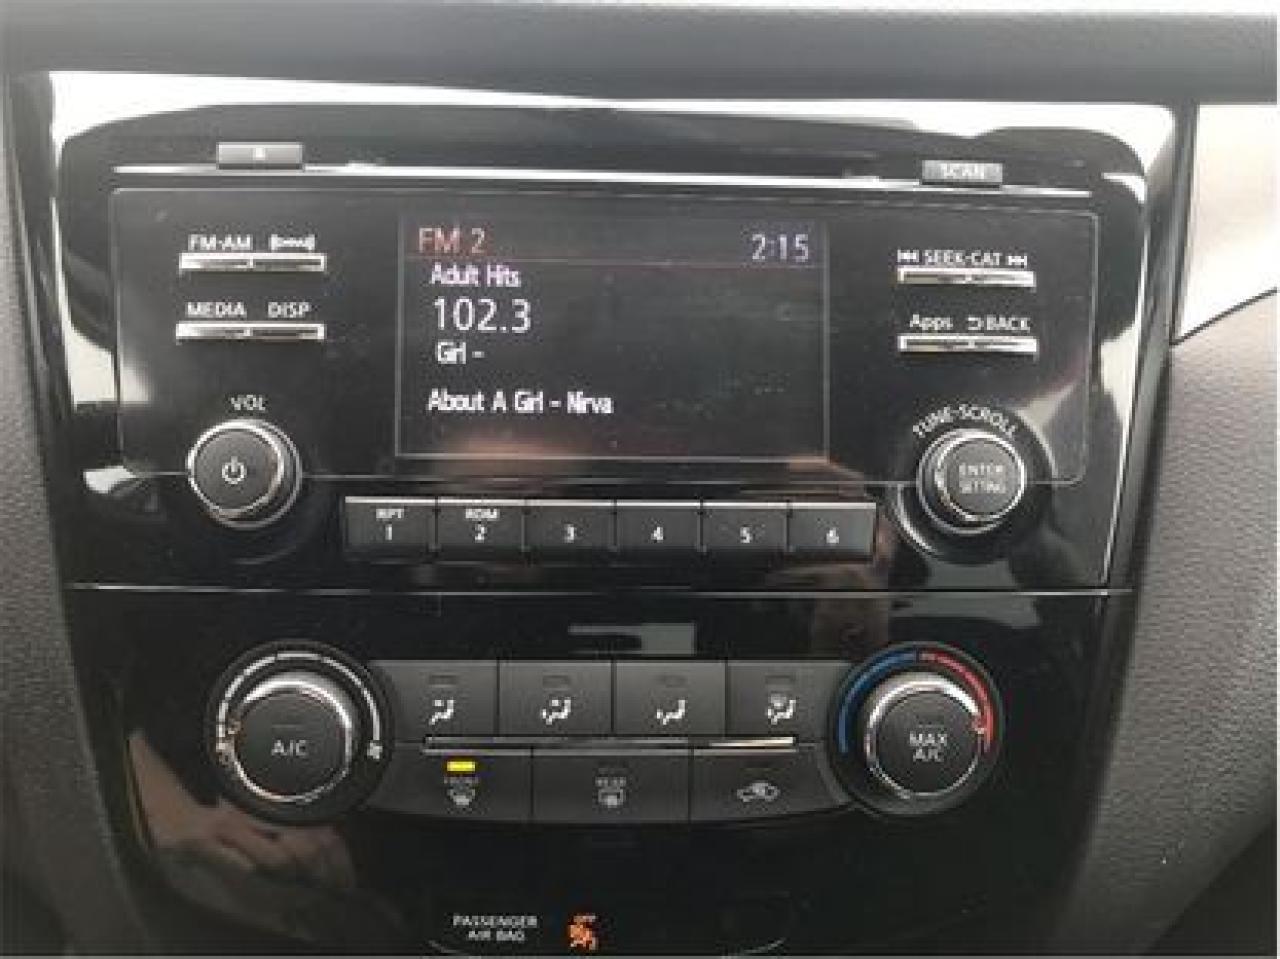 SCAN
FM-AM
SEEK-CAT
MEDIA DISP
Apps BACK
FM 2 2:15
Adult Hits
102.3
Girl -
About A Girl - Nirva
VOL
TUNE-SCROLL
ENTER
SETTING
RPT RDM
1 2 3 4 5 6
A/C
MAX
A/C
FRONT REAR
PASSENGER
AIR BAG
OFF